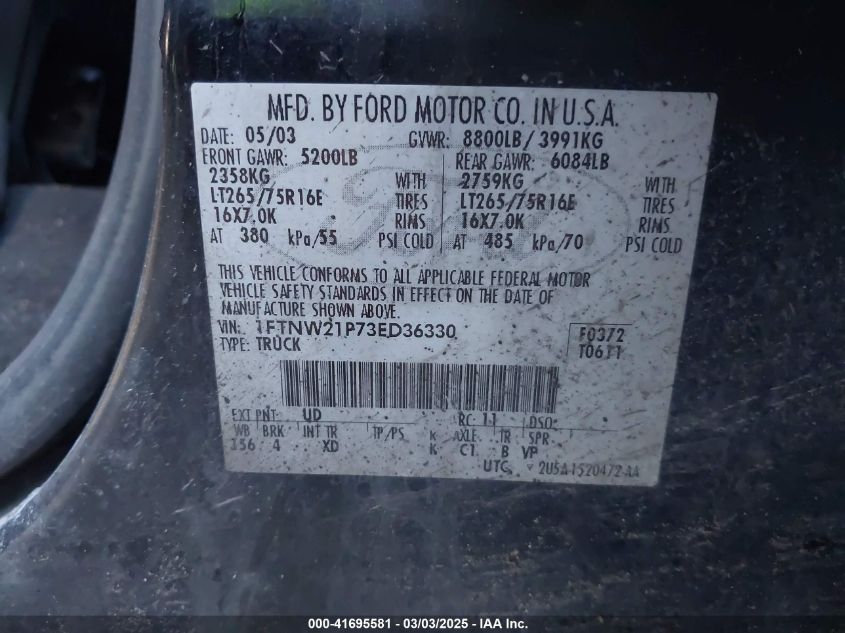 MFD. BY FORD MOTOR CO. IN U.S.A.
DATE: 05/03 GVWR: 8800LB / 3991KG
FRONT GAWR: 5200LB REAR GAWR: 6084LB
2358KG WITH 2759KG WITH
LT265/75R16E TIRES LT265/75R16E TIRES
16X7.0K RIMS 16X7.0K RIMS
AT 380 kPa/55 PSI COLD AT 485 kPa/70 PSI COLD
THIS VEHICLE CONFORMS TO ALL APPLICABLE FEDERAL MOTOR
VEHICLE SAFETY STANDARDS IN EFFECT ON THE DATE OF
MANUFACTURE SHOWN ABOVE.
VIN: 1FTNW21P73ED36330 F0372
TYPE: TRUCK T0611
EXT PNT: UD RC: 11 DSO:
WB BRK INT TR TP/PS R AXLE TR SPR
156 4 XD K C1 B VP
UTC 2U5A1520472AA
000-41695581 - 03/03/2025 - IAA Inc.